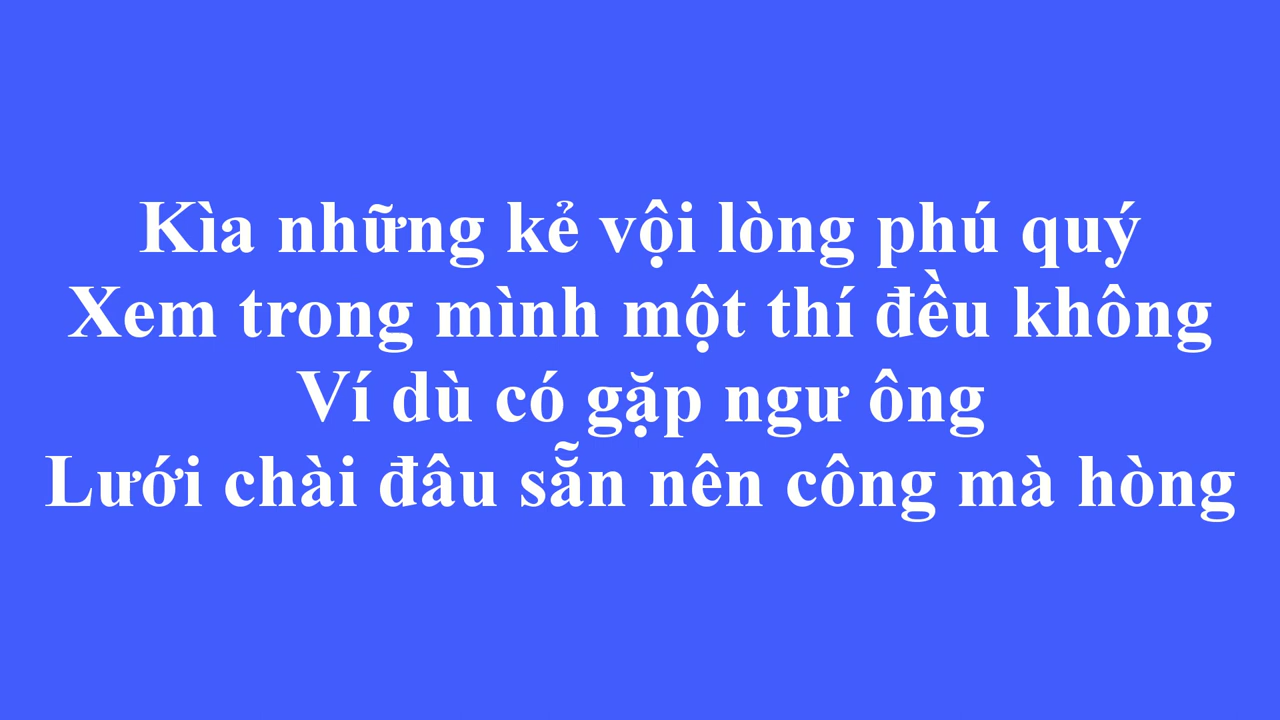 Kìa những kẻ vội lòng phú quý
Xem trong mình một thí đều không
Ví dù có gặp ngư ông
Lưới chài đâu sẵn nên công mà hòng